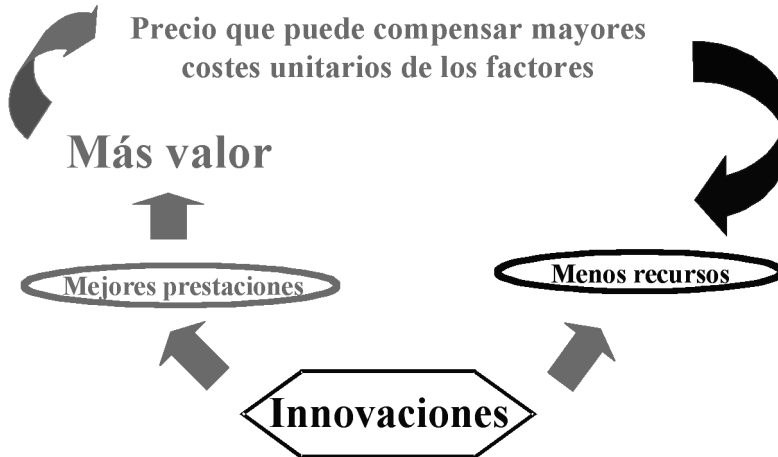 Precio que puede compensar mayores
costes unitarios de los factores
Más valor
Mejores prestaciones
Menos recursos
Innovaciones